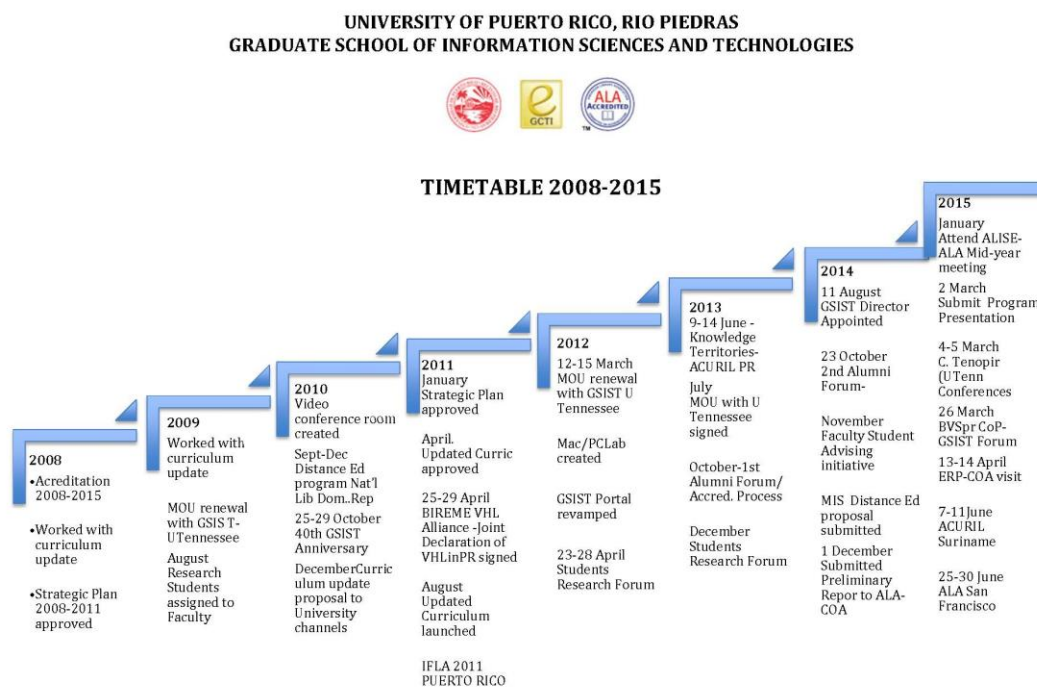 UNIVERSITY OF PUERTO RICO, RIO PIEDRAS
GRADUATE SCHOOL OF INFORMATION SCIENCES AND TECHNOLOGIES
e
GCTI
ALA
ACCREDITED
TM
TIMETABLE 2008-2015
2008
•Acreditation
2008-2015
•Worked with
curriculum
update
•Strategic Plan
2008-2011
approved
2009
Worked with
curriculum
update
MOU renewal
with GSIS T-
UTennessee
August
Research
Students
assigned to
Faculty
2010
Video
conference room
created
Sept-Dec
Distance Ed
program Nat'l
Lib Dom..Rep
25-29 October
40th GSIST
Anniversary
DecemberCurric
ulum update
proposal to
University
channels
2011
January
Strategic Plan
approved
April.
Updated Curric
approved
25-29 April
BIREME VHL
Alliance -Joint
Declaration of
VHLinPR signed
August
Updated
Curriculum
launched
IFLA 2011
PUERTO RICO
2012
12-15 March
MOU renewal
with GSIST U
Tennessee
Mac/PCLab
created
GSIST Portal
revamped
23-28 April
Students
Research Forum
2013
9-14 June -
Knowledge
Territories-
ACURIL PR
July
MOU with U
Tennessee
signed
October-1st
Alumni Forum/
Accred. Process
December
Students
Research Forum
2014
11 August
GSIST Director
Appointed
23 October
2nd Alumni
Forum-
November
Faculty Student
Advising
initiative
MIS Distance Ed
proposal
submitted
1 December
Submitted
Preliminary
Repor to ALA-
COA
2015
January
Attend ALISE-
ALA Mid-year
meeting
2 March
Submit Program
Presentation
4-5 March
C. Tenopir
(UTenn
Conferences
26 March
BVSpr CoP-
GSIST Forum
13-14 April
ERP-COA visit
7-11June
ACURIL
Suriname
25-30 June
ALA San
Francisco